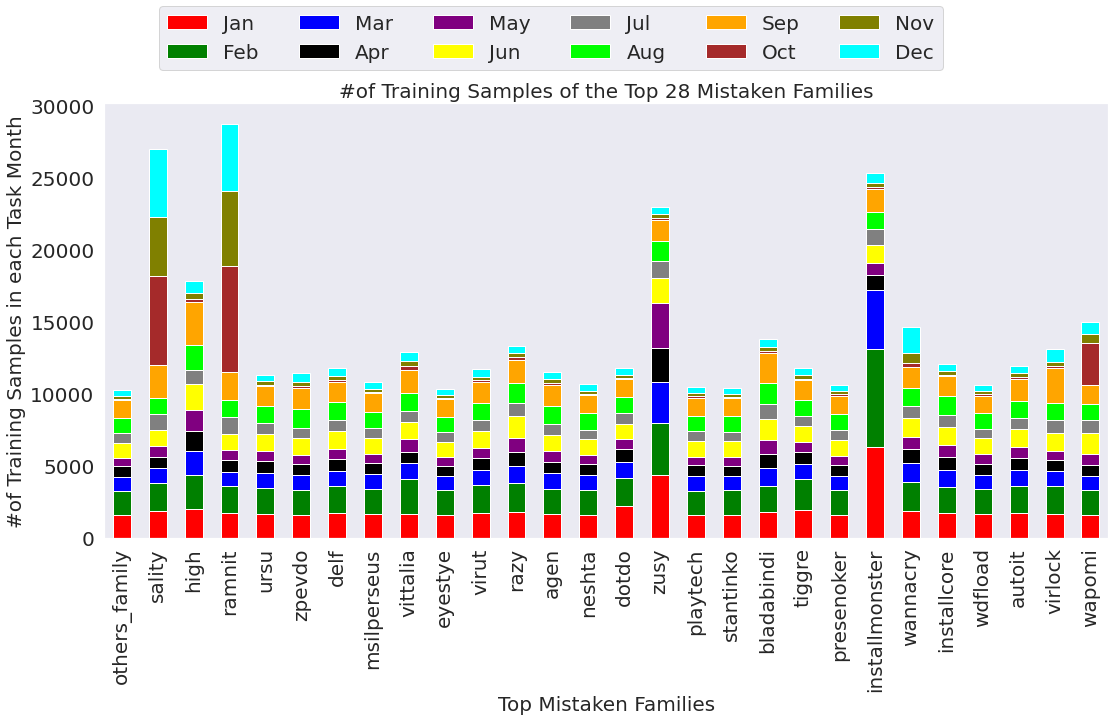 Jan Mar May Jul Sep Nov
Feb Apr Jun Aug Oct Dec
#of Training Samples of the Top 28 Mistaken Families
#of Training Samples in each Task Month
30000
25000
20000
15000
10000
5000
0
others_family
sality
high
ramnit
ursu
zpevdo
delf
msilperseus
vittalia
eyestye
virut
razy
agen
neshta
dotdo
zusy
playtech
stantinko
bladabindi
tiggre
presenoker
installmonster
wannacry
installcore
wdfload
autoit
virlock
wapomi
Top Mistaken Families